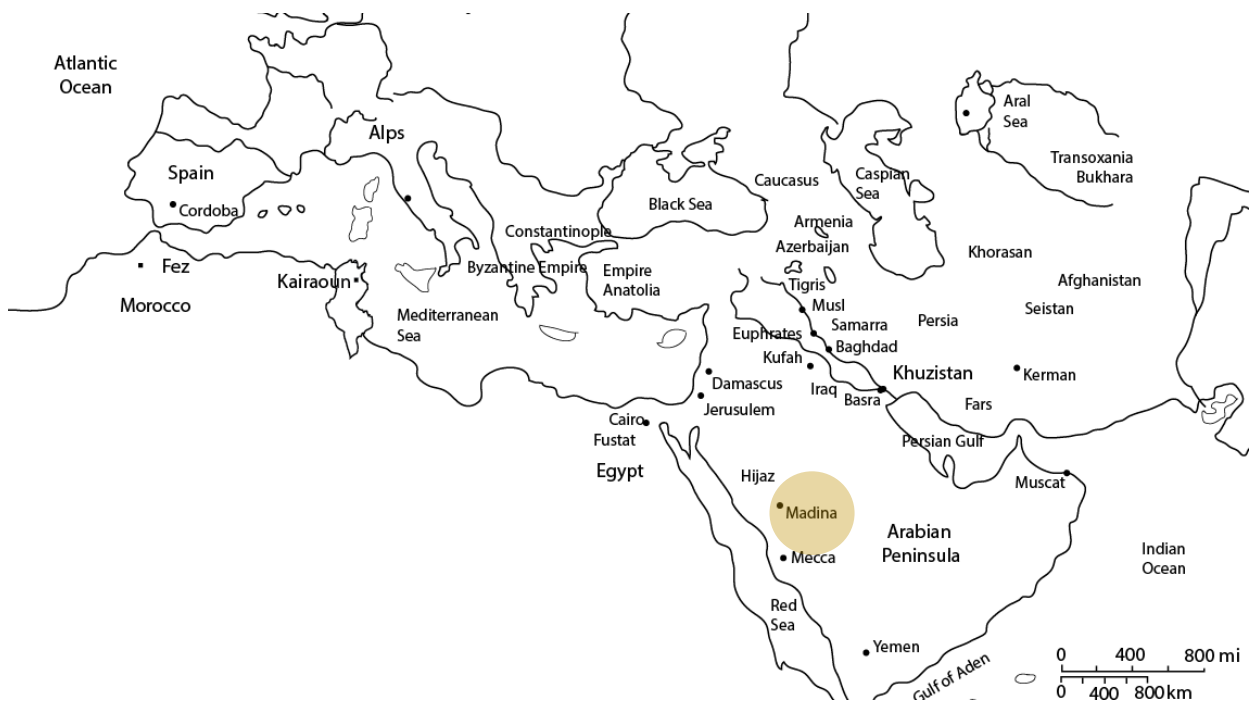 Atlantic
Ocean
Alps
Spain
Cordoba
Fez
Morocco
Kairaoun
Mediterranean
Sea
Constantinople
Byzantine Empire
Empire
Anatolia
Black Sea
Caucasus
Caspian
Sea
Aral
Sea
Transoxania
Bukhara
Armenia
Azerbaijan
Khorasan
Afghanistan
Seistan
Tigris
Musl
Samarra
Persia
Euphrates
Baghdad
Kufah
Iraq
Basra
Khuzistan
Kerman
Fars
Damascus
Jerusulem
Cairo
Fustat
Egypt
Persian Gulf
Hijaz
Muscat
Madina
Arabian
Peninsula
Mecca
Indian
Ocean
Red
Sea
Yemen
Gulf of Aden
0 400 800 mi
0 400 800 km